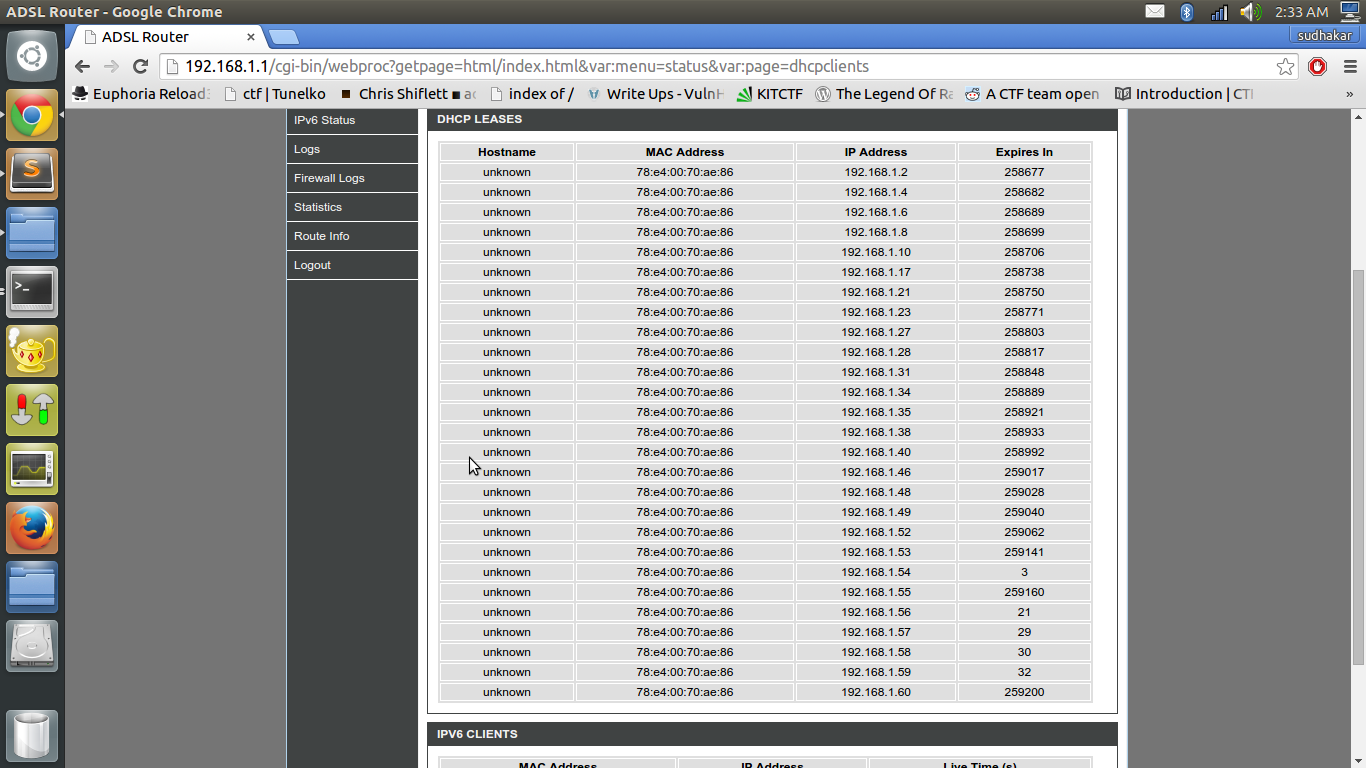 ADSL Router - Google Chrome
2:33 AM
ADSL Router
sudhakar
192.168.1.1/cgi-bin/webproc?getpage=html/index.html&var:menu=status&var:page=dhcpclients
Euphoria Reload ctf | Tunelko Chris Shiflett index of / Write Ups - Vuln KITCTF The Legend Of A CTF team open Introduction | »
IPv6 Status
Logs
Firewall Logs
Statistics
Route Info
Logout
DHCP LEASES
Hostname MAC Address IP Address Expires In
unknown 78:e4:00:70:ae:86 192.168.1.2 258677
unknown 78:e4:00:70:ae:86 192.168.1.4 258682
unknown 78:e4:00:70:ae:86 192.168.1.6 258689
unknown 78:e4:00:70:ae:86 192.168.1.8 258699
unknown 78:e4:00:70:ae:86 192.168.1.10 258706
unknown 78:e4:00:70:ae:86 192.168.1.17 258738
unknown 78:e4:00:70:ae:86 192.168.1.21 258750
unknown 78:e4:00:70:ae:86 192.168.1.23 258771
unknown 78:e4:00:70:ae:86 192.168.1.27 258803
unknown 78:e4:00:70:ae:86 192.168.1.28 258817
unknown 78:e4:00:70:ae:86 192.168.1.31 258848
unknown 78:e4:00:70:ae:86 192.168.1.34 258889
unknown 78:e4:00:70:ae:86 192.168.1.35 258921
unknown 78:e4:00:70:ae:86 192.168.1.38 258933
unknown 78:e4:00:70:ae:86 192.168.1.40 258992
unknown 78:e4:00:70:ae:86 192.168.1.46 259017
unknown 78:e4:00:70:ae:86 192.168.1.48 259028
unknown 78:e4:00:70:ae:86 192.168.1.49 259040
unknown 78:e4:00:70:ae:86 192.168.1.52 259062
unknown 78:e4:00:70:ae:86 192.168.1.53 259141
unknown 78:e4:00:70:ae:86 192.168.1.54 3
unknown 78:e4:00:70:ae:86 192.168.1.55 259160
unknown 78:e4:00:70:ae:86 192.168.1.56 21
unknown 78:e4:00:70:ae:86 192.168.1.57 29
unknown 78:e4:00:70:ae:86 192.168.1.58 30
unknown 78:e4:00:70:ae:86 192.168.1.59 32
unknown 78:e4:00:70:ae:86 192.168.1.60 259200
IPV6 CLIENTS
MAC Address IP Address Live Time (s)